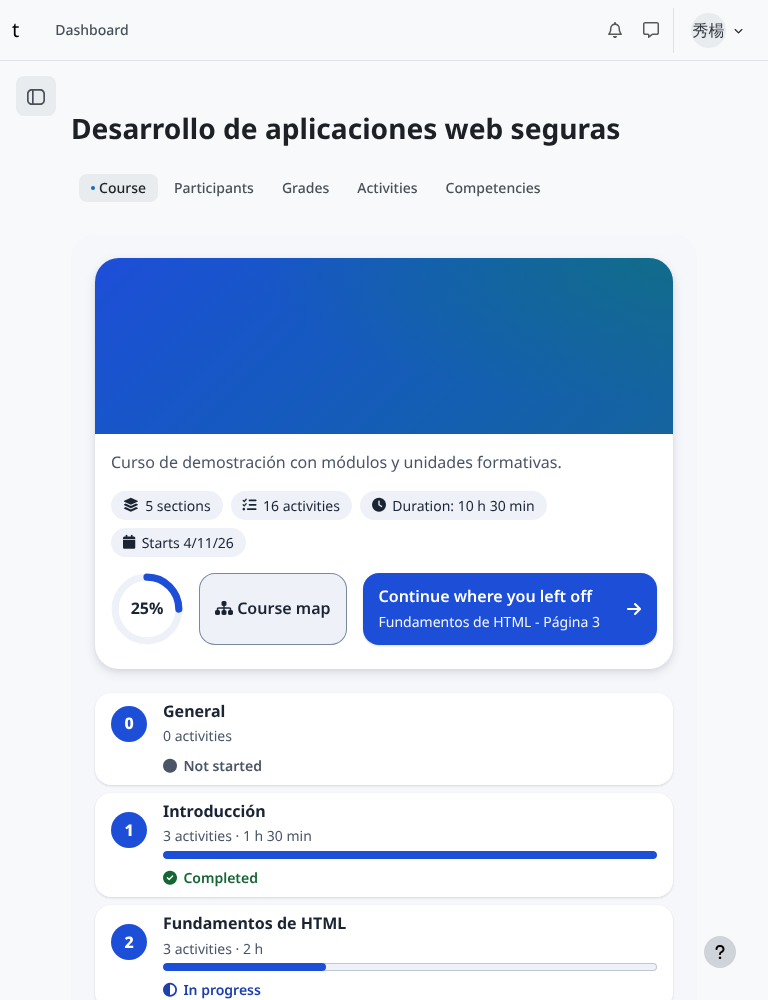 t
Dashboard
秀楊
Desarrollo de aplicaciones web seguras
Course
Participants
Grades
Activities
Competencies
Curso de demostración con módulos y unidades formativas.
5 sections
16 activities
Duration: 10 h 30 min
Starts 4/11/26
25%
Course map
Continue where you left off
Fundamentos de HTML - Página 3
0
General
0 activities
Not started
1
Introducción
3 activities · 1 h 30 min
Completed
2
Fundamentos de HTML
3 activities · 2 h
In progress
?